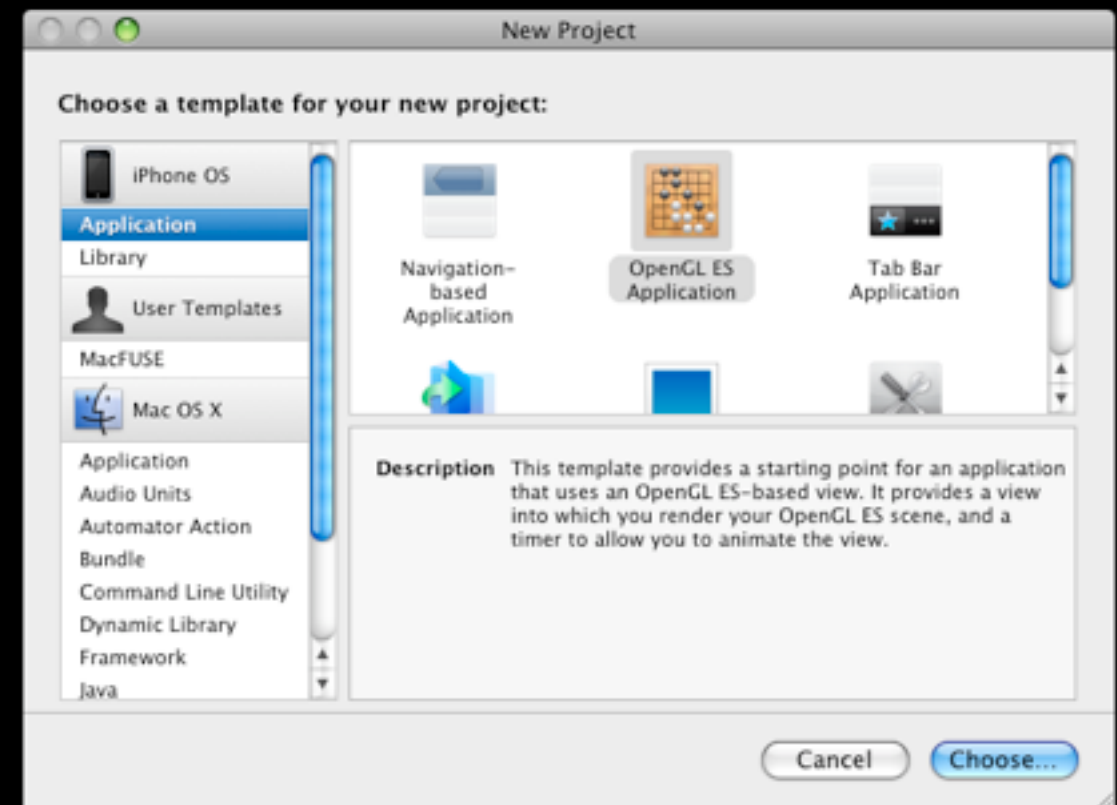 New Project
Choose a template for your new project:
iPhone OS
Application
Library
User Templates
MacFUSE
Mac OS X
Application
Audio Units
Automator Action
Bundle
Command Line Utility
Dynamic Library
Framework
Java
Navigation-
based
Application
OpenGL ES
Application
Tab Bar
Application
Description
This template provides a starting point for an application
that uses an OpenGL ES-based view. It provides a view
into which you render your OpenGL ES scene, and a
timer to allow you to animate the view.
Cancel
Choose...